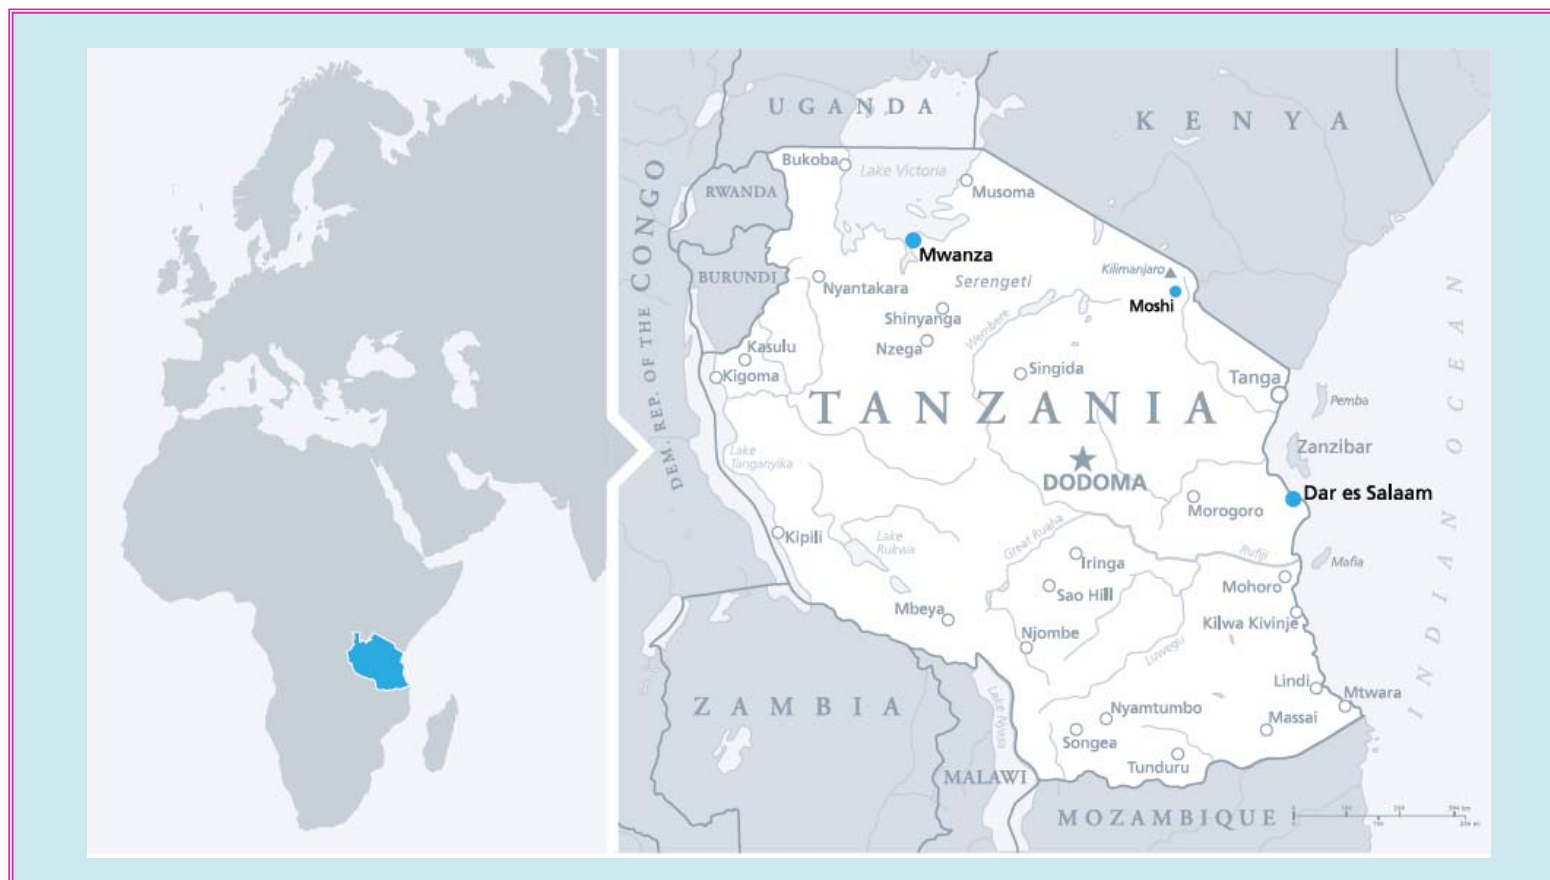 UGANDA
KENYA
DEM. REP. OF THE CONGO
RWANDA
BURUNDI
Bukoba
Lake Victoria
Musoma
Mwanza
Nyantakara
Serengeti
Kilimanjaro
Moshi
Shinyanga
Nzega
Wembere
Kasulu
Kigoma
Singida
Tanga
TANZANIA
Pemba
Zanzibar
INDIAN OCEAN
Lake
Tanganyika
DODOMA
Dar es Salaam
Morogoro
Kipili
Lake
Rukwa
Great Ruaha
Iringa
Rufiji
Mafia
Sao Hill
Mohoro
Mbeya
Kilwa Kivinje
Njombe
Luwegu
Lindi
Mtwara
ZAMBIA
Lake Nyasa
Nyamtumbo
Massai
Songea
Tunduru
MALAWI
MOZAMBIQUE